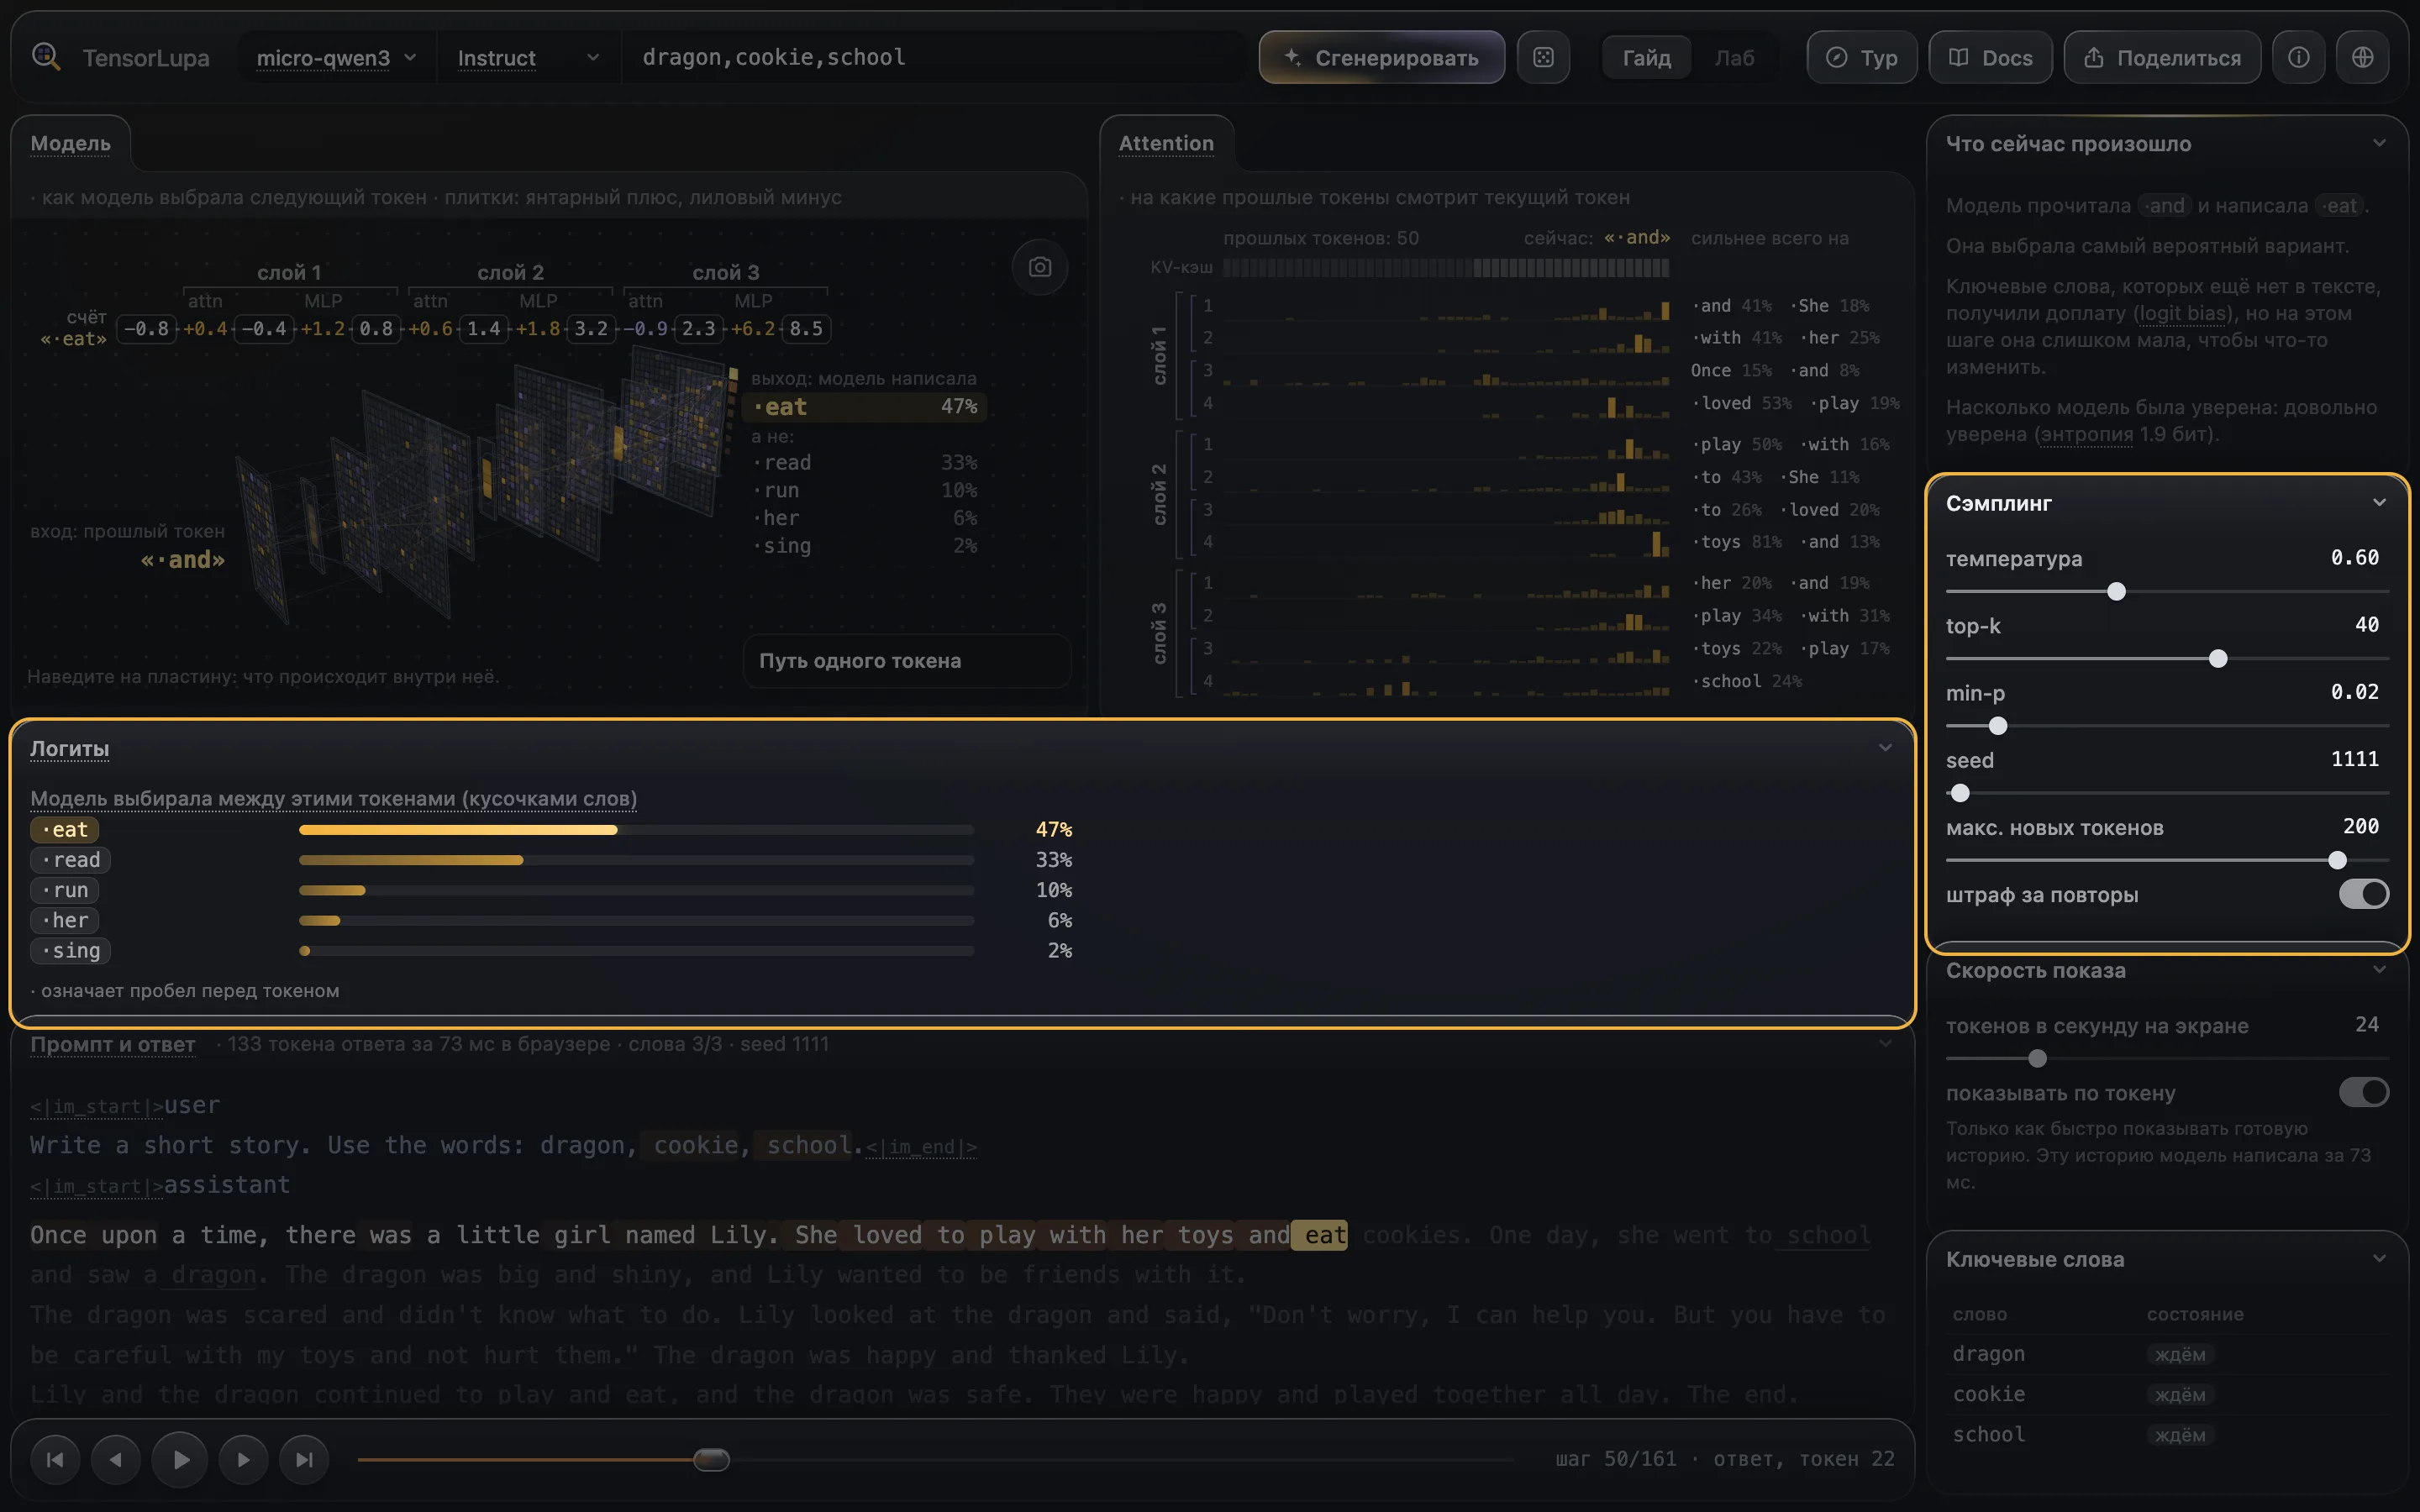 TensorLupa micro-qwen3 Instruct dragon,cookie,school Сгенерировать Гайд Лаб Тур Docs Поделиться
Модель
· как модель выбрала следующий токен · плитки: янтарный плюс, лиловый минус
слой 1 слой 2 слой 3
attn MLP attn MLP attn MLP
счёт
«·eat»
−0.8 +0.4 −0.4 +1.2 0.8 +0.6 1.4 +1.8 3.2 −0.9 2.3 +6.2 8.5
выход: модель написала
·eat 47%
а не:
·read 33%
·run 10%
·her 6%
·sing 2%
вход: прошлый токен
«·and»
Путь одного токена
Наведите на пластину: что происходит внутри неё.
Attention
· на какие прошлые токены смотрит текущий токен
прошлых токенов: 50 сейчас: «·and» сильнее всего на
KV-кэш
слой 1
1 ·and 41% ·She 18%
2 ·with 41% ·her 25%
3 Once 15% ·and 8%
4 ·loved 53% ·play 19%
слой 2
1 ·play 50% ·with 16%
2 ·to 43% ·She 11%
3 ·to 26% ·loved 20%
4 ·toys 81% ·and 13%
слой 3
1 ·her 20% ·and 19%
2 ·play 34% ·with 31%
3 ·toys 22% ·play 17%
4 ·school 24%
Логиты
Модель выбирала между этими токенами (кусочками слов)
·eat 47%
·read 33%
·run 10%
·her 6%
·sing 2%
· означает пробел перед токеном
Промпт и ответ · 133 токена ответа за 73 мс в браузере · слова 3/3 · seed 1111
<|im_start|>user
Write a short story. Use the words: dragon, cookie, school.<|im_end|>
<|im_start|>assistant
Once upon a time, there was a little girl named Lily. She loved to play with her toys and eat cookies. One day, she went to school
and saw a dragon. The dragon was big and shiny, and Lily wanted to be friends with it.
The dragon was scared and didn't know what to do. Lily looked at the dragon and said, "Don't worry, I can help you. But you have to
be careful with my toys and not hurt them." The dragon was happy and thanked Lily.
Lily and the dragon continued to play and eat, and the dragon was safe. They were happy and played together all day. The end.
шаг 50/161 · ответ, токен 22
Что сейчас произошло
Модель прочитала ·and и написала ·eat.
Она выбрала самый вероятный вариант.
Ключевые слова, которых ещё нет в тексте,
получили доплату (logit bias), но на этом
шаге она слишком мала, чтобы что-то
изменить.
Насколько модель была уверена: довольно
уверена (энтропия 1.9 бит).
Сэмплинг
температура 0.60
top-k 40
min-p 0.02
seed 1111
макс. новых токенов 200
штраф за повторы
Скорость показа
токенов в секунду на экране 24
показывать по токену
Только как быстро показывать готовую
историю. Эту историю модель написала за 73
мс.
Ключевые слова
слово состояние
dragon ждём
cookie ждём
school ждём